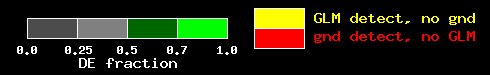 GLM detect, no gnd
gnd detect, no GLM
0.0 0.25 0.5 0.7 1.0
DE fraction